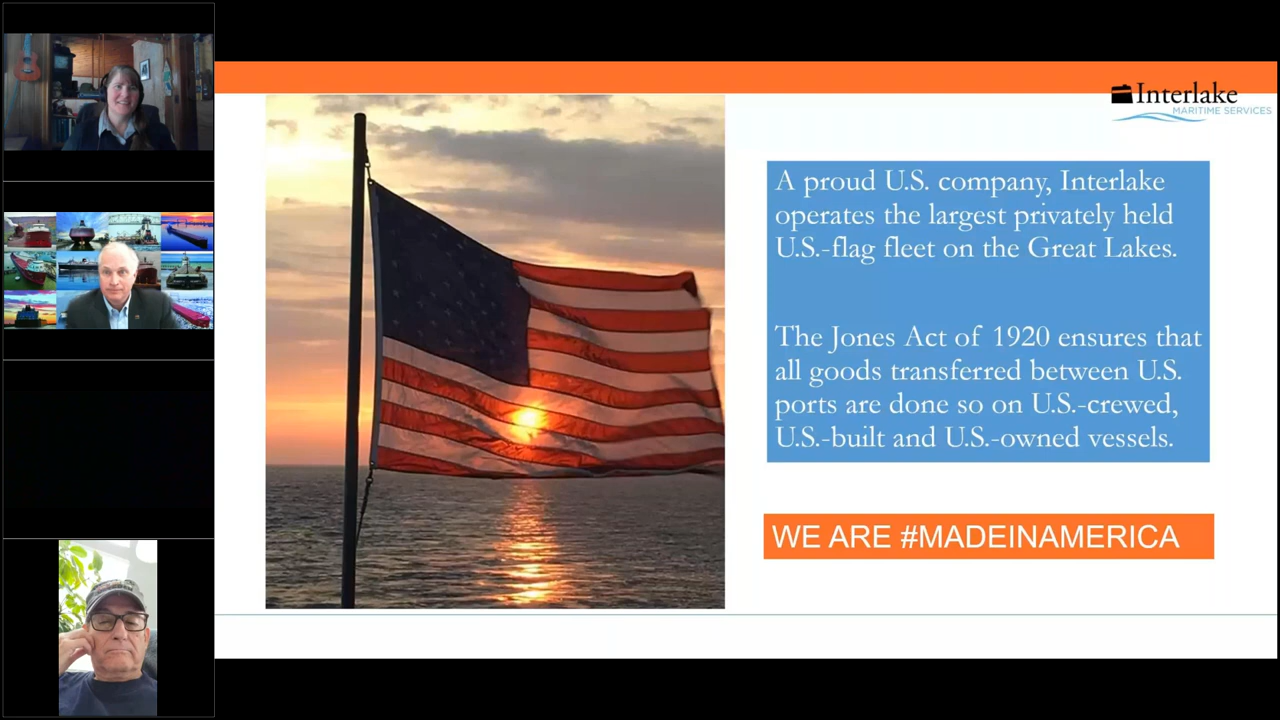 Interlake
MARITIME SERVICES
A proud U.S. company, Interlake
operates the largest privately held
U.S.-flag fleet on the Great Lakes.
The Jones Act of 1920 ensures that
all goods transferred between U.S.
ports are done so on U.S.-crewed,
U.S.-built and U.S.-owned vessels.
WE ARE #MADEINAMERICA